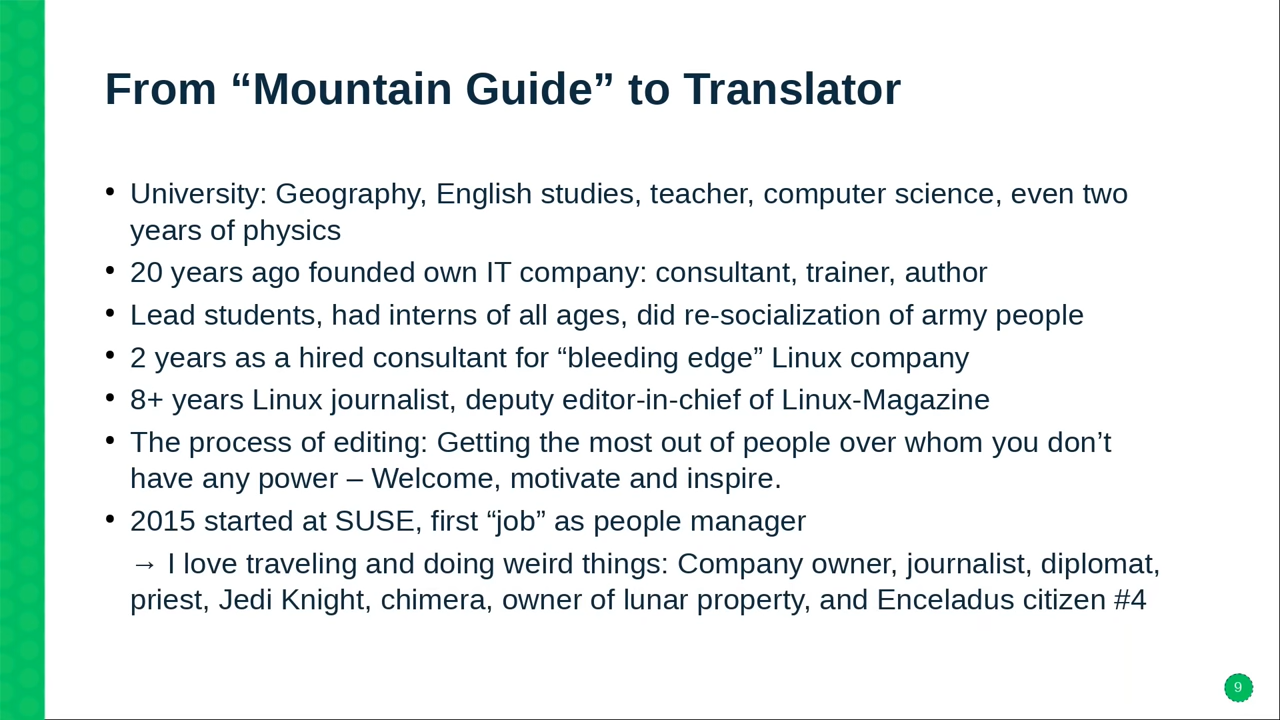 From “Mountain Guide” to Translator
• University: Geography, English studies, teacher, computer science, even two
years of physics
• 20 years ago founded own IT company: consultant, trainer, author
• Lead students, had interns of all ages, did re-socialization of army people
• 2 years as a hired consultant for “bleeding edge” Linux company
• 8+ years Linux journalist, deputy editor-in-chief of Linux-Magazine
• The process of editing: Getting the most out of people over whom you don’t
have any power – Welcome, motivate and inspire.
• 2015 started at SUSE, first “job” as people manager
→ I love traveling and doing weird things: Company owner, journalist, diplomat,
priest, Jedi Knight, chimera, owner of lunar property, and Enceladus citizen #4
9